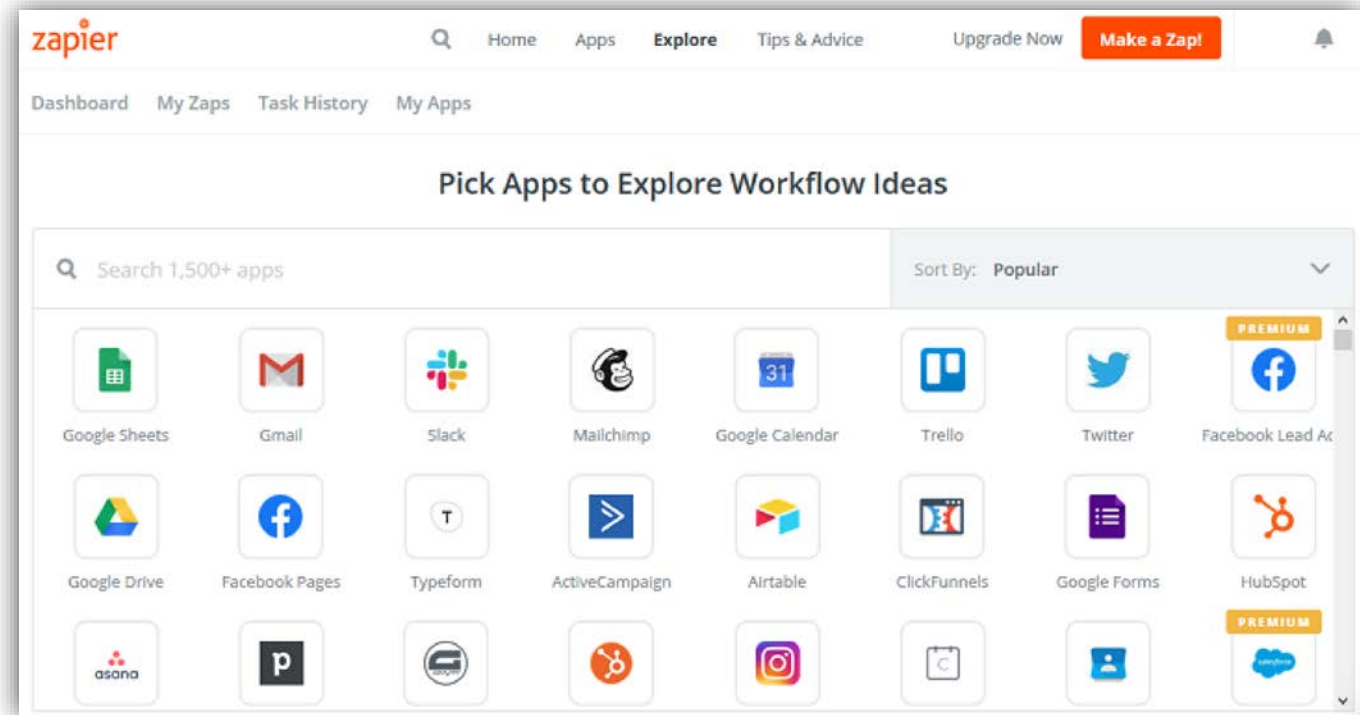 zapier
Home Apps Explore Tips & Advice Upgrade Now Make a Zap!
Dashboard My Zaps Task History My Apps
Pick Apps to Explore Workflow Ideas
Search 1,500+ apps Sort By: Popular
PREMIUM
31
Google Sheets Gmail Slack Mailchimp Google Calendar Trello Twitter Facebook Lead Ac
T
Google Drive Facebook Pages Typeform ActiveCampaign Airtable ClickFunnels Google Forms HubSpot
PREMIUM
asana p C salesforce